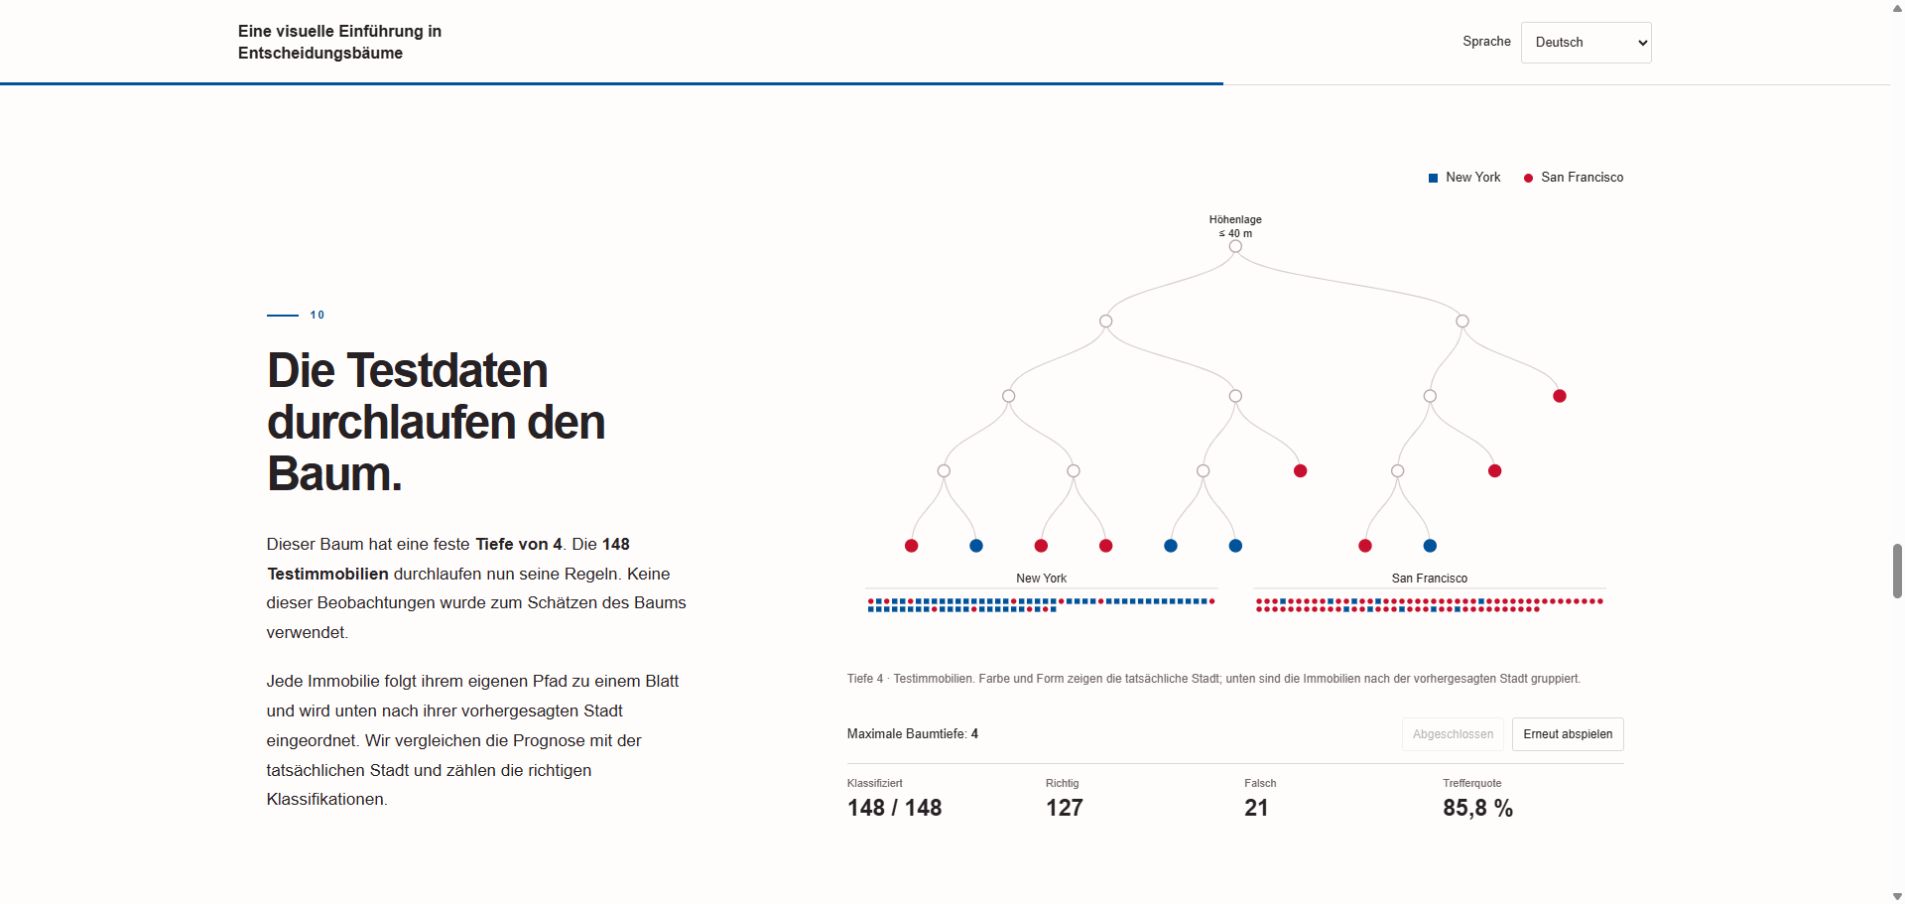 Eine visuelle Einführung in
Entscheidungsbäume
Sprache
Deutsch
New York
San Francisco
Höhenlage
≤ 40 m
10
Die Testdaten
durchlaufen den
Baum.
Dieser Baum hat eine feste Tiefe von 4. Die 148
Testimmobilien durchlaufen nun seine Regeln. Keine
dieser Beobachtungen wurde zum Schätzen des Baums
verwendet.
Jede Immobilie folgt ihrem eigenen Pfad zu einem Blatt
und wird unten nach ihrer vorhergesagten Stadt
eingeordnet. Wir vergleichen die Prognose mit der
tatsächlichen Stadt und zählen die richtigen
Klassifikationen.
New York
San Francisco
Tiefe 4 · Testimmobilien. Farbe und Form zeigen die tatsächliche Stadt; unten sind die Immobilien nach der vorhergesagten Stadt gruppiert.
Maximale Baumtiefe: 4
Abgeschlossen
Erneut abspielen
Klassifiziert
148 / 148
Richtig
127
Falsch
21
Trefferquote
85,8 %